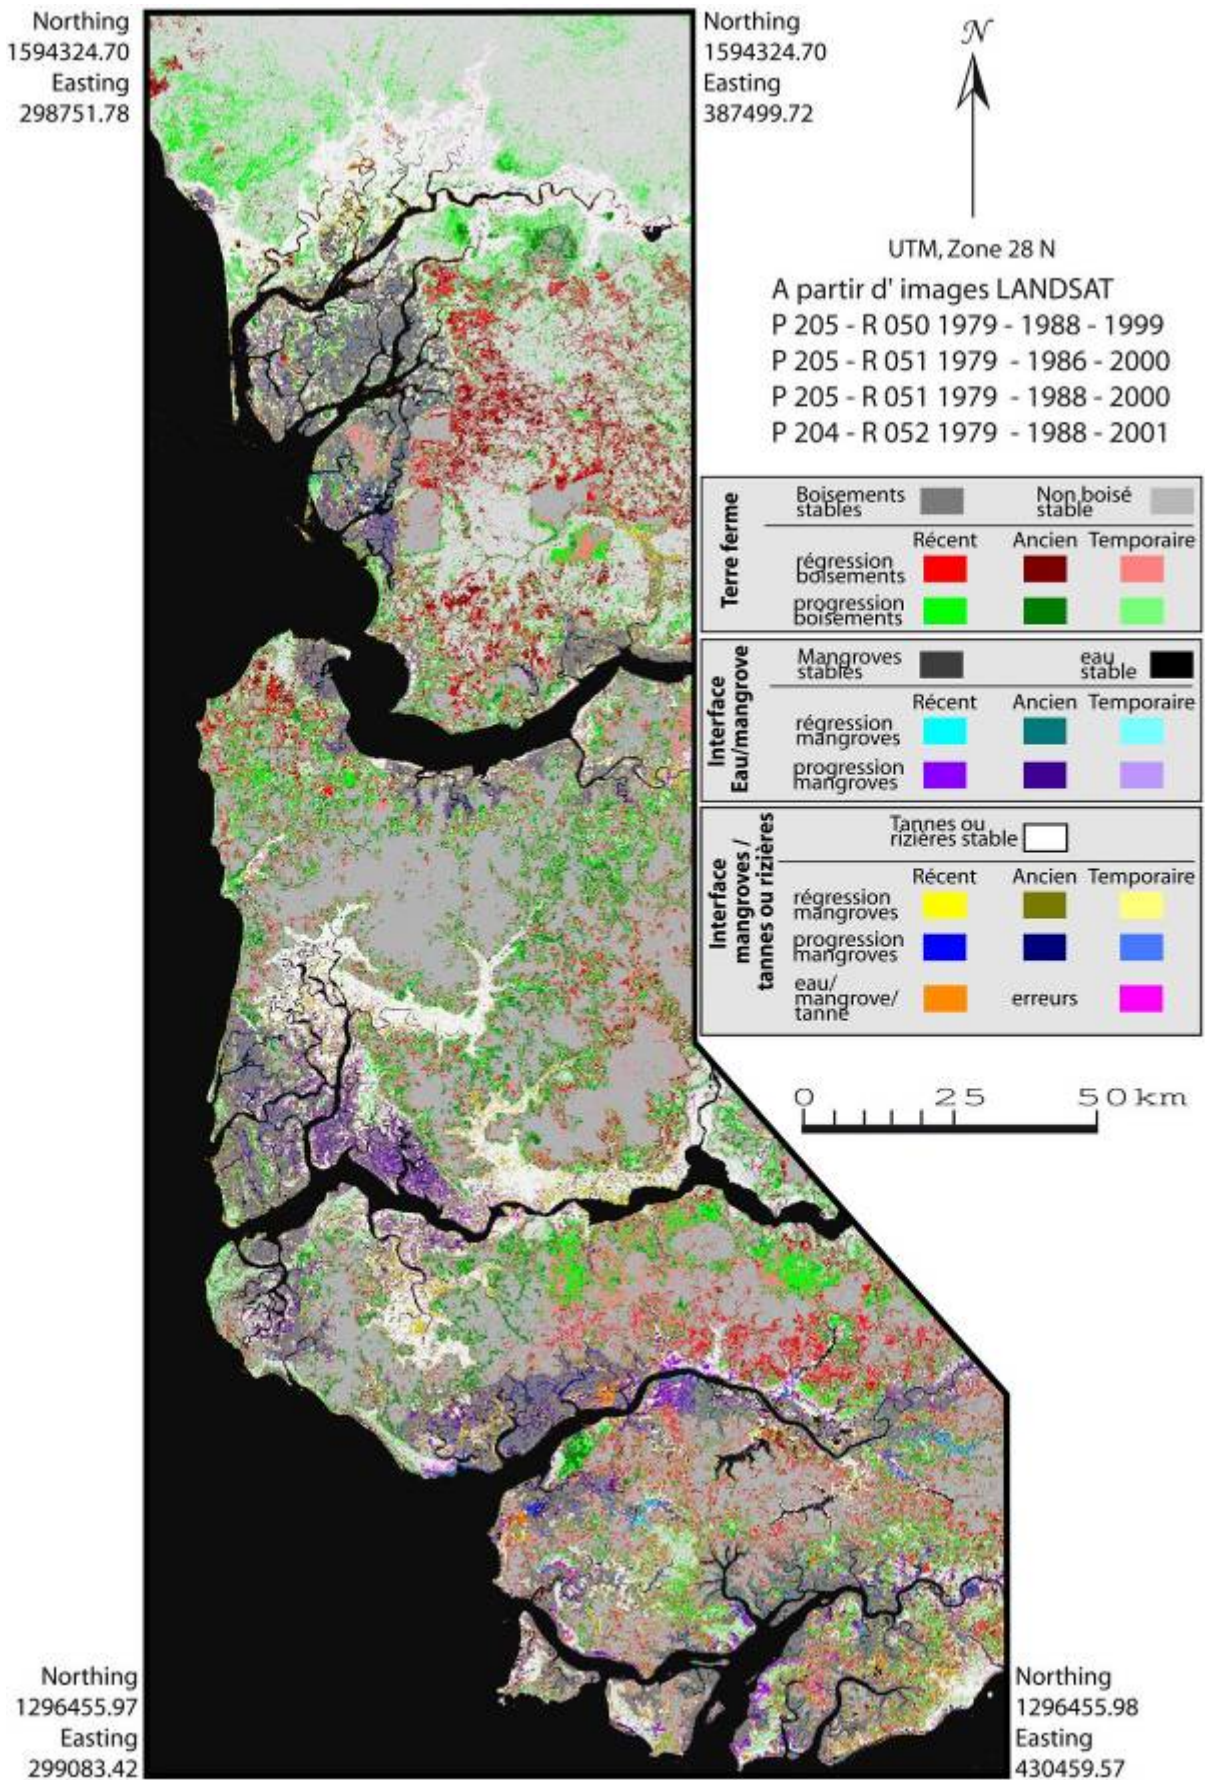 Northing
1594324.70
Easting
298751.78
Northing
1594324.70
Easting
387499.72
N
UTM, Zone 28 N
A partir d' images LANDSAT
P 205 - R 050 1979 - 1988 - 1999
P 205 - R 051 1979 - 1986 - 2000
P 205 - R 051 1979 - 1988 - 2000
P 204 - R 052 1979 - 1988 - 2001
Terre ferme
Boisements stables
Non boisé stable
Récent Ancien Temporaire
régression boisements
progression boisements
Interface Eau/mangrove
Mangroves stables
eau stable
Récent Ancien Temporaire
régression mangroves
progression mangroves
Interface mangroves / tannes ou rizières
Tannes ou rizières stable
Récent Ancien Temporaire
régression mangroves
progression mangroves
eau/ mangrove/ tanne
erreurs
0 25 50 km
Northing
1296455.97
Easting
299083.42
Northing
1296455.98
Easting
430459.57